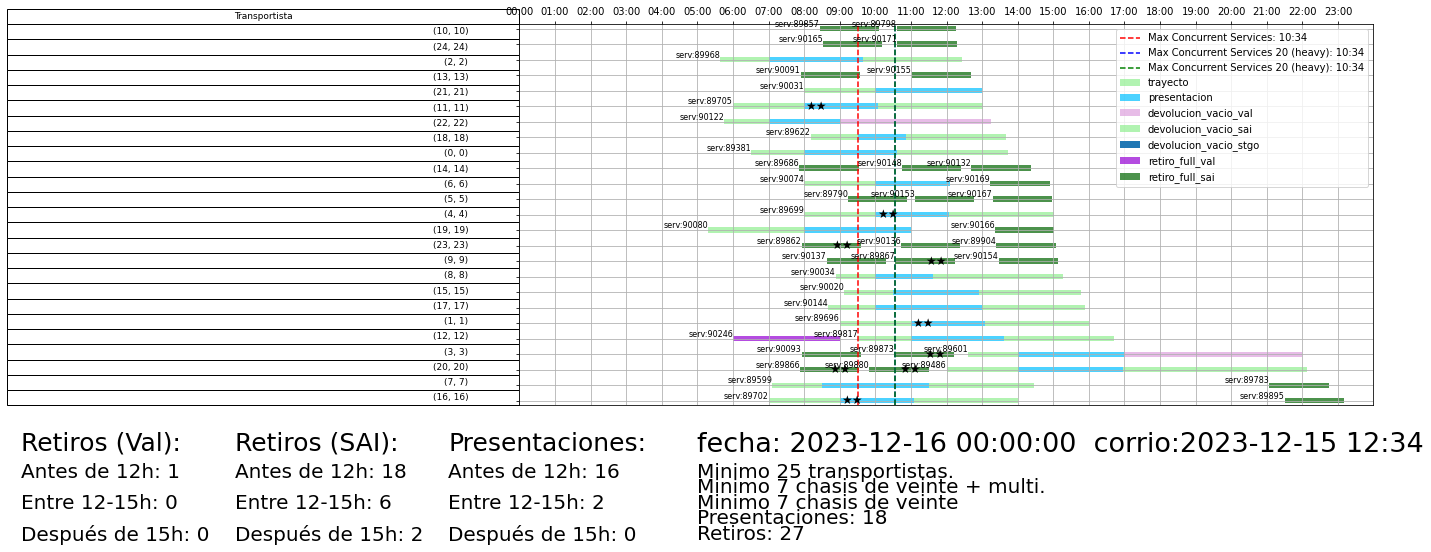 Transportista
00:00 01:00 02:00 03:00 04:00 05:00 06:00 07:00 08:00 09:00 10:00 11:00 12:00 13:00 14:00 15:00 16:00 17:00 18:00 19:00 20:00 21:00 22:00 23:00
(10, 10) serv:89857 serv:89798
(24, 24) serv:90165 serv:90171
(2, 2) serv:89968
(13, 13) serv:90091 serv:90155
(21, 21) serv:90031
(11, 11) serv:89705
(22, 22) serv:90122
(18, 18) serv:89622
(0, 0) serv:89381
(14, 14) serv:89686 serv:90148 serv:90132
(6, 6) serv:90074 serv:90169
(5, 5) serv:89790 serv:90153 serv:90167
(4, 4) serv:89699
(19, 19) serv:90080 serv:90166
(23, 23) serv:89862 serv:90136 serv:89904
(9, 9) serv:90137 serv:89867 serv:90154
(8, 8) serv:90034
(15, 15) serv:90020
(17, 17) serv:90144
(1, 1) serv:89696
(12, 12) serv:90246 serv:89817
(3, 3) serv:90093 serv:89873 serv:89601
(20, 20) serv:89866 serv:89880 serv:89486
(7, 7) serv:89599 serv:89783
(16, 16) serv:89702 serv:89895
Max Concurrent Services: 10:34
Max Concurrent Services 20 (heavy): 10:34
Max Concurrent Services 20 (heavy): 10:34
trayecto
presentacion
devolucion_vacio_val
devolucion_vacio_sai
devolucion_vacio_stgo
retiro_full_val
retiro_full_sai
Retiros (Val):
Antes de 12h: 1
Entre 12-15h: 0
Después de 15h: 0
Retiros (SAI):
Antes de 12h: 18
Entre 12-15h: 6
Después de 15h: 2
Presentaciones:
Antes de 12h: 16
Entre 12-15h: 2
Después de 15h: 0
fecha: 2023-12-16 00:00:00 corrio:2023-12-15 12:34
Minimo 25 transportistas.
Minimo 7 chasis de veinte + multi.
Minimo 7 chasis de veinte
Presentaciones: 18
Retiros: 27